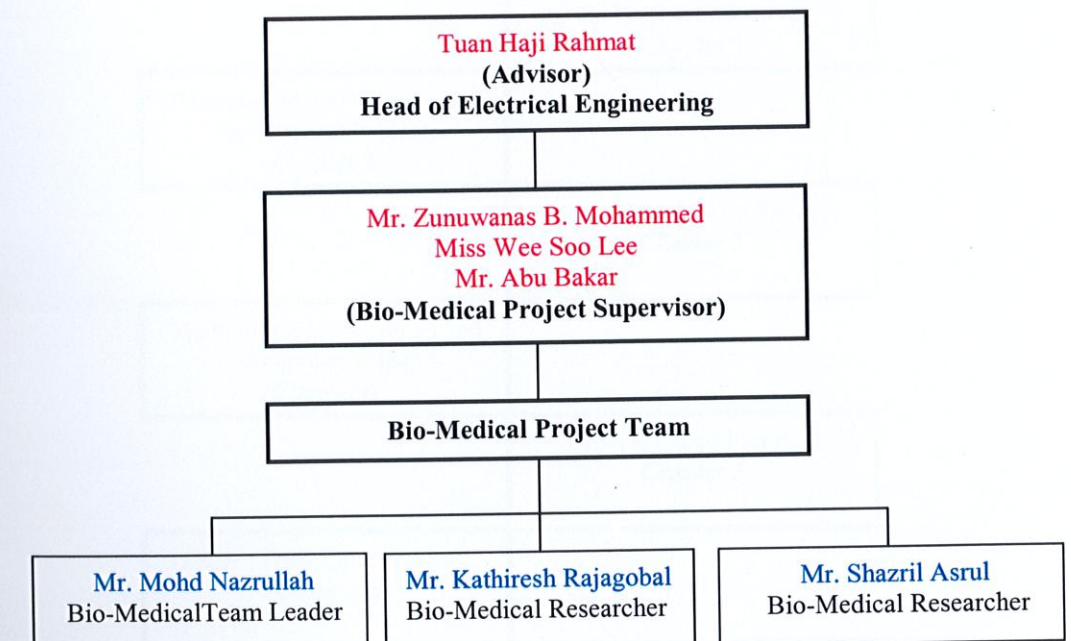 Tuan Haji Rahmat
(Advisor)
Head of Electrical Engineering
Mr. Zunuwanas B. Mohammed
Miss Wee Soo Lee
Mr. Abu Bakar
(Bio-Medical Project Supervisor)
Bio-Medical Project Team
Mr. Mohd Nazrullah
Bio-MedicalTeam Leader
Mr. Kathiresh Rajagobal
Bio-Medical Researcher
Mr. Shazril Asrul
Bio-Medical Researcher